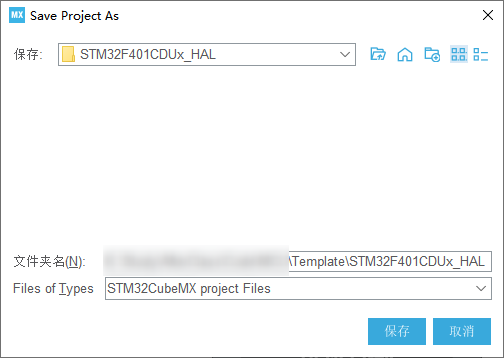 MX Save Project As
保存: STM32F401CDUx_HAL
文件夹名(N): \Template\STM32F401CDUx_HAL
Files of Types STM32CubeMX project Files
保存 取消